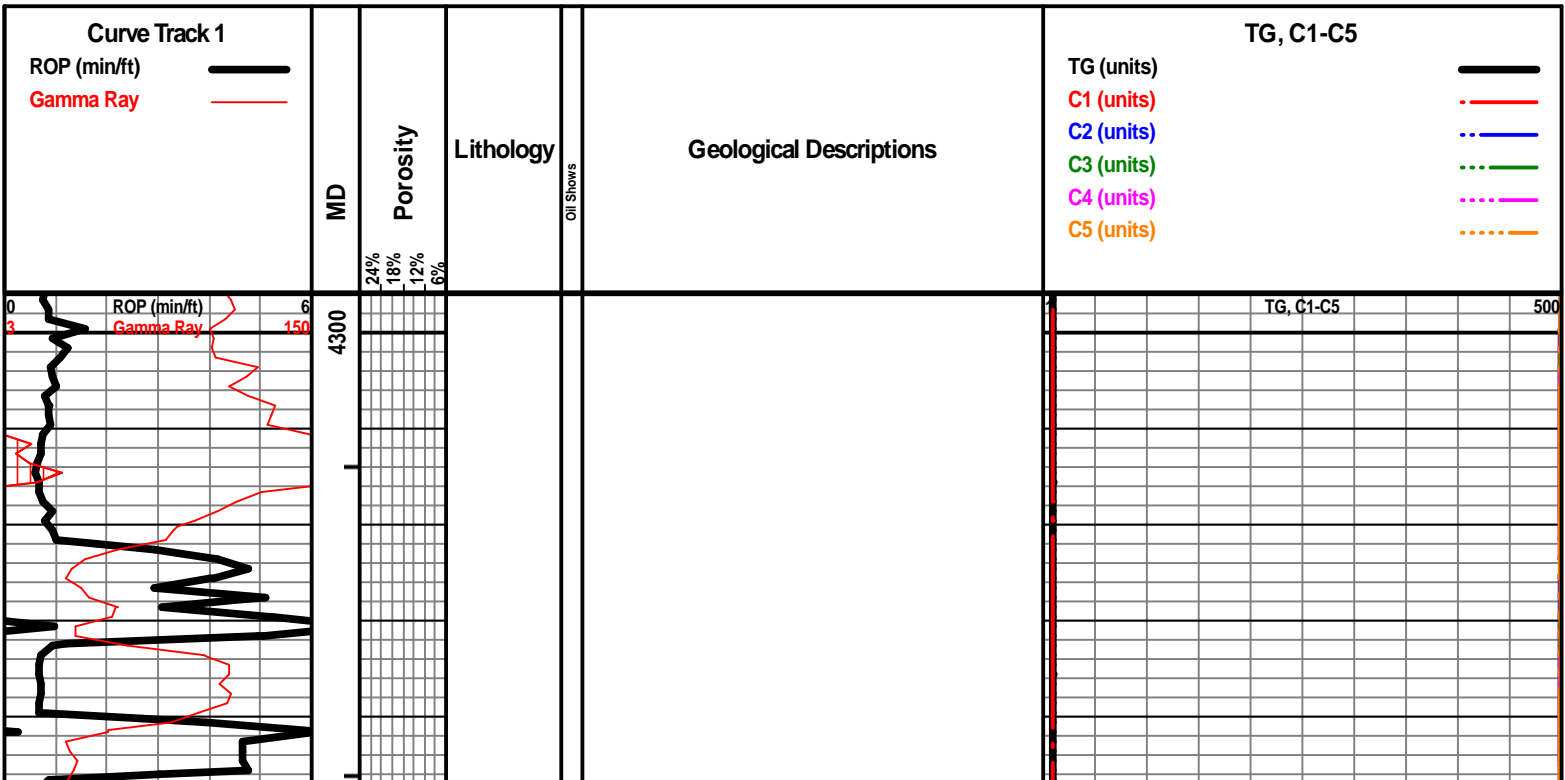 Curve Track 1
ROP (min/ft)
Gamma Ray
MD
Porosity
24%
18%
12%
6%
Lithology
Oil Shows
Geological Descriptions
TG, C1-C5
TG (units)
C1 (units)
C2 (units)
C3 (units)
C4 (units)
C5 (units)
0 ROP (min/ft) 6
3 Gamma Ray 150
4300
TG, C1-C5 500